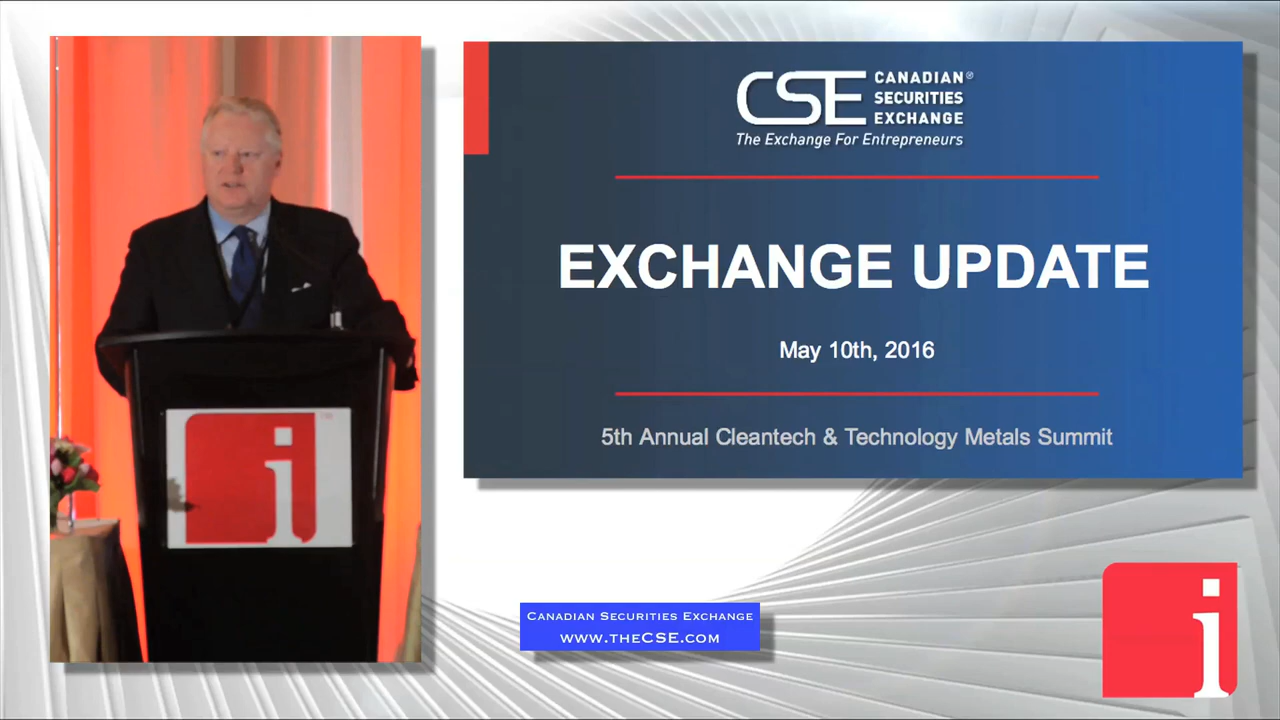 CSE CANADIAN®
SECURITIES
EXCHANGE
The Exchange For Entrepreneurs
EXCHANGE UPDATE
May 10th, 2016
5th Annual Cleantech & Technology Metals Summit
i
CANADIAN SECURITIES EXCHANGE
WWW.THECSE.COM
i